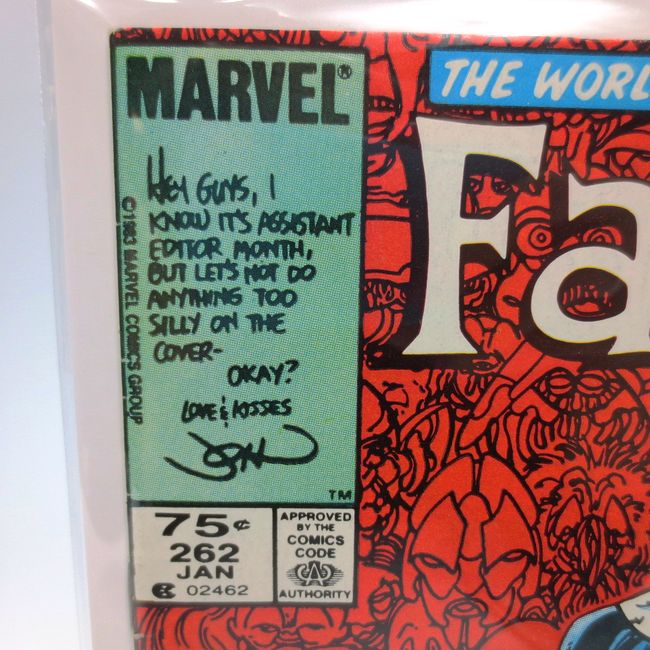 MARVEL®
THE WORL
Fa
HEY GUYS, I
KNOW IT'S ASSISTANT
EDITOR MONTH,
BUT LET'S NOT DO
ANYTHING TOO
SILLY ON THE
COVER-
OKAY?
LOVE & KISSES
JOHN
©1983 MARVEL COMICS GROUP
TM
75¢
262
JAN
02462
APPROVED
BY THE
COMICS
CODE
AUTHORITY